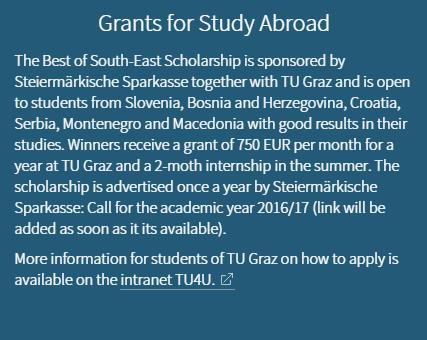 Grants for Study Abroad
The Best of South-East Scholarship is sponsored by
Steiermärkische Sparkasse together with TU Graz and is open
to students from Slovenia, Bosnia and Herzegovina, Croatia,
Serbia, Montenegro and Macedonia with good results in their
studies. Winners receive a grant of 750 EUR per month for a
year at TU Graz and a 2-moth internship in the summer. The
scholarship is advertised once a year by Steiermärkische
Sparkasse: Call for the academic year 2016/17 (link will be
added as soon as it its available).
More information for students of TU Graz on how to apply is
available on the intranet TU4U.